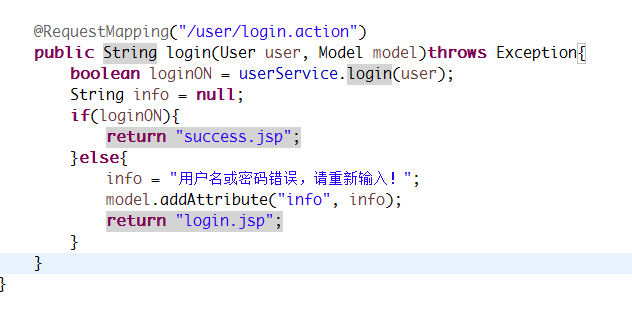 @RequestMapping("/user/login.action")
public String login(User user, Model model)throws Exception{
boolean loginON = userService.login(user);
String info = null;
if(loginON){
return "success.jsp";
}else{
info = "用户名或密码错误，请重新输入！";
model.addAttribute("info", info);
return "login.jsp";
}
}
}